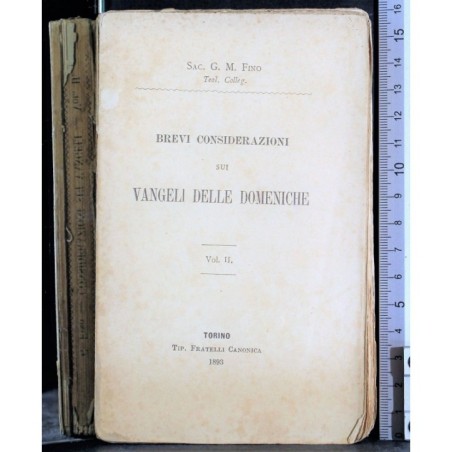 SAC. G. M. FINO
Teol. Colleg.
BREVI CONSIDERAZIONI
SUI
VANGELI DELLE DOMENICHE
Vol. II.
TORINO
TIP. FRATELLI CANONICA
1893